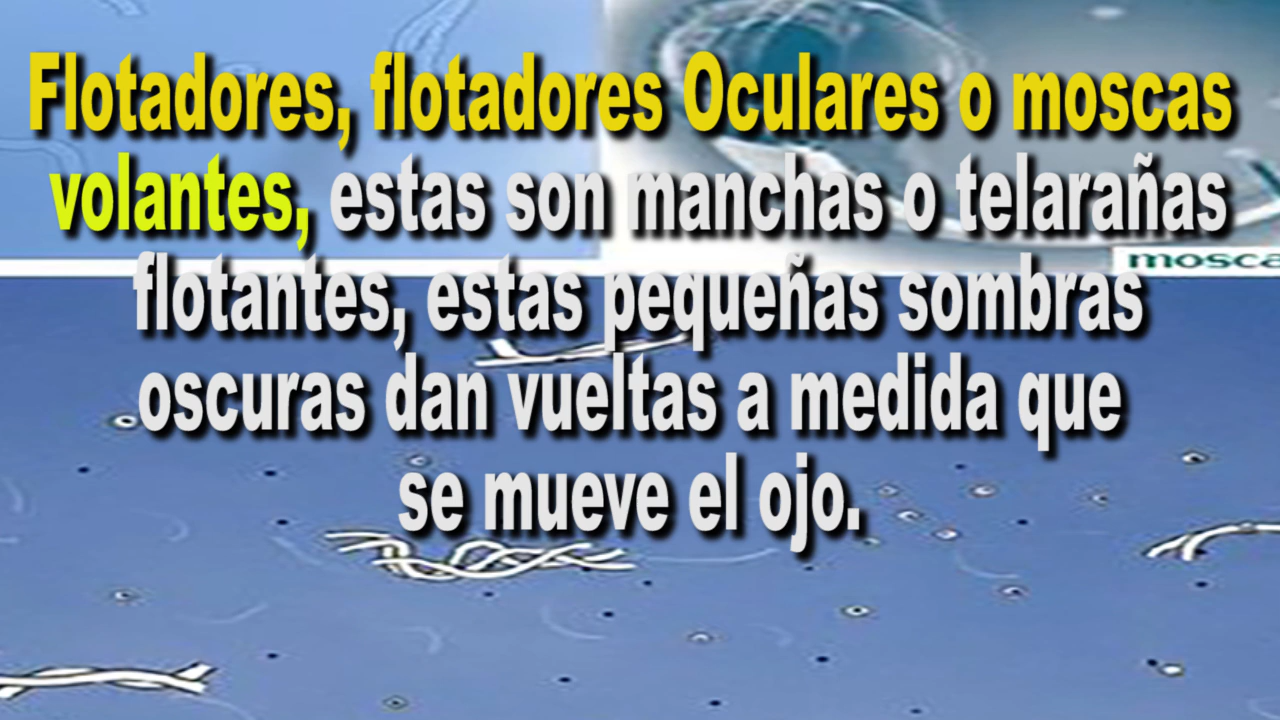 Flotadores, flotadores Oculares o moscas
volantes, estas son manchas o telarañas
mosca
flotantes, estas pequeñas sombras
oscuras dan vueltas a medida que
se mueve el ojo.